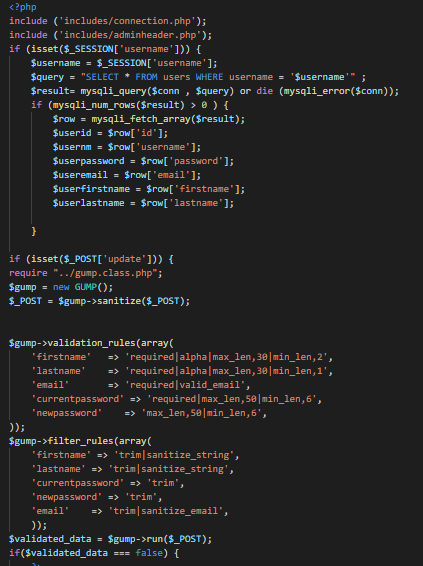 <?php
include ('includes/connection.php');
include ('includes/adminheader.php');
if (isset($_SESSION['username'])) {
$username = $_SESSION['username'];
$query = "SELECT * FROM users WHERE username = '$username'" ;
$result= mysqli_query($conn , $query) or die (mysqli_error($conn));
if (mysqli_num_rows($result) > 0 ) {
$row = mysqli_fetch_array($result);
$userid = $row['id'];
$usernm = $row['username'];
$userpassword = $row['password'];
$useremail = $row['email'];
$userfirstname = $row['firstname'];
$userlastname = $row['lastname'];
}
if (isset($_POST['update'])) {
require "../gump.class.php";
$gump = new GUMP();
$_POST = $gump->sanitize($_POST);
$gump->validation_rules(array(
'firstname' => 'required|alpha|max_len,30|min_len,2',
'lastname' => 'required|alpha|max_len,30|min_len,1',
'email' => 'required|valid_email',
'currentpassword' => 'required|max_len,50|min_len,6',
'newpassword' => 'max_len,50|min_len,6',
));
$gump->filter_rules(array(
'firstname' => 'trim|sanitize_string',
'lastname' => 'trim|sanitize_string',
'currentpassword' => 'trim',
'newpassword' => 'trim',
'email' => 'trim|sanitize_email',
));
$validated_data = $gump->run($_POST);
if($validated_data === false) {